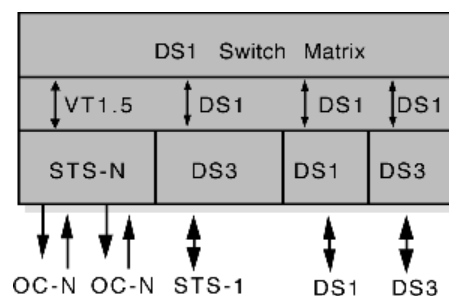 DS1 Switch Matrix
VT1.5 DS1 DS1 DS1
STS-N DS3 DS1 DS3
OC-N OC-N STS-1 DS1 DS3